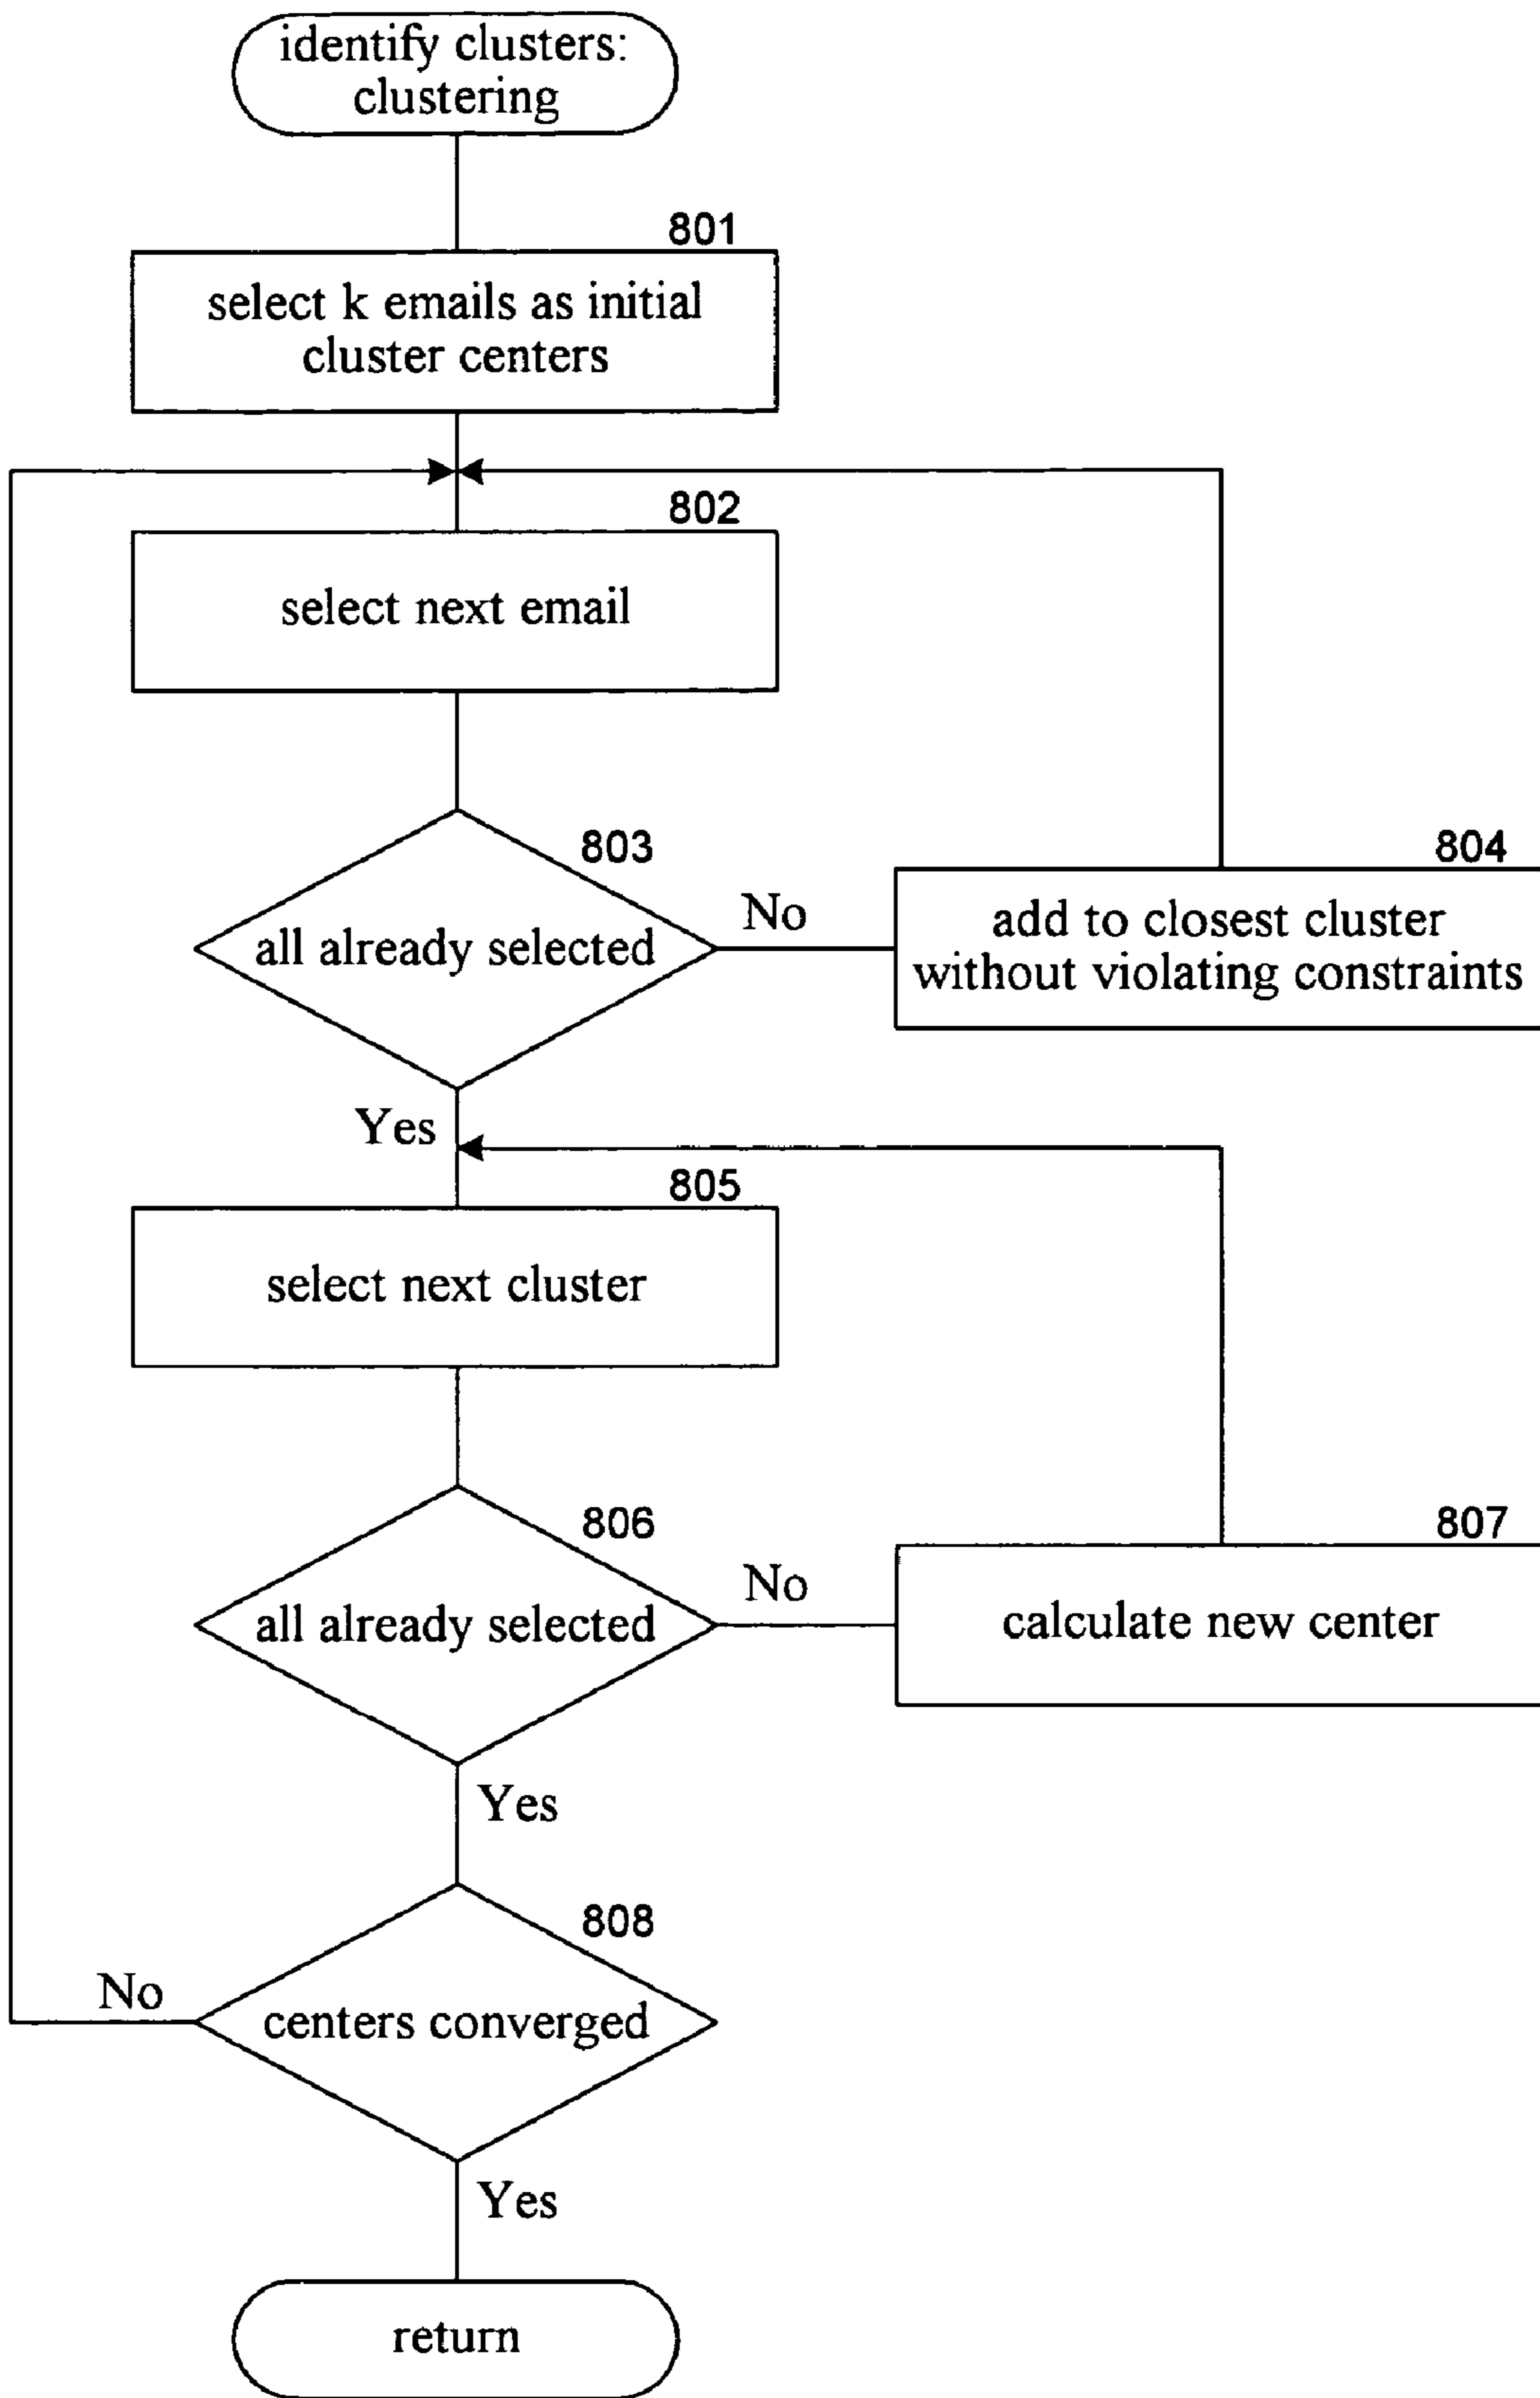 identify clusters:
clustering
801
select k emails as initial
cluster centers
802
select next email
803
all already selected
No
804
add to closest cluster
without violating constraints
Yes
805
select next cluster
806
all already selected
No
807
calculate new center
Yes
808
centers converged
No
Yes
return